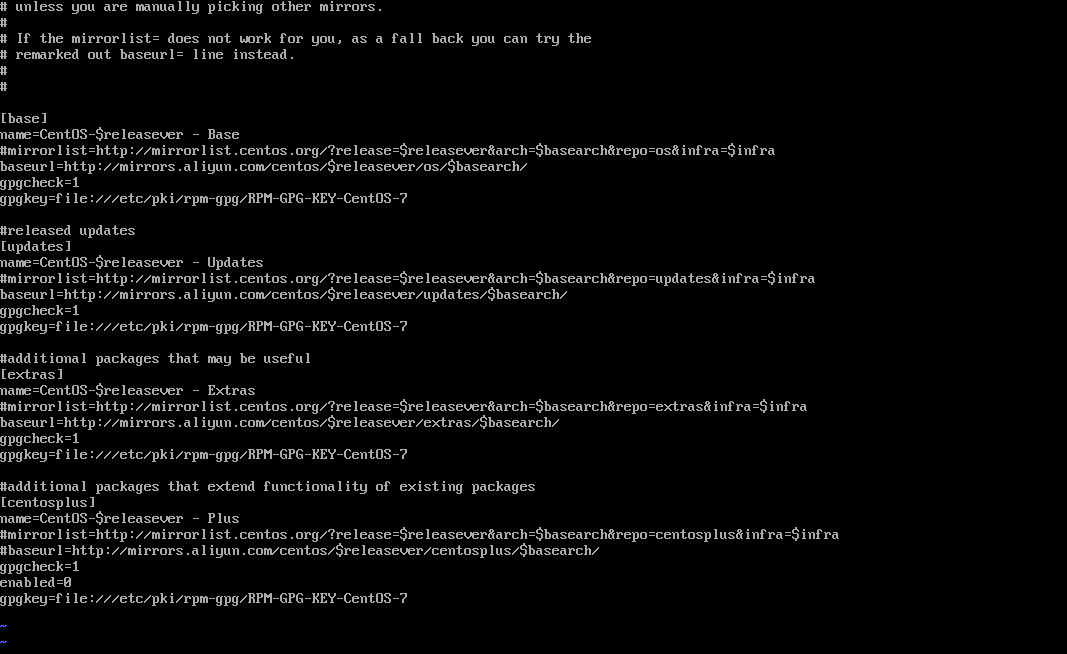 # unless you are manually picking other mirrors.
#
# If the mirrorlist= does not work for you, as a fall back you can try the
# remarked out baseurl= line instead.
#
#

[base]
name=CentOS-$releasever - Base
#mirrorlist=http://mirrorlist.centos.org/?release=$releasever&arch=$basearch&repo=os&infra=$infra
baseurl=http://mirrors.aliyun.com/centos/$releasever/os/$basearch/
gpgcheck=1
gpgkey=file:///etc/pki/rpm-gpg/RPM-GPG-KEY-CentOS-7

#released updates
[updates]
name=CentOS-$releasever - Updates
#mirrorlist=http://mirrorlist.centos.org/?release=$releasever&arch=$basearch&repo=updates&infra=$infra
baseurl=http://mirrors.aliyun.com/centos/$releasever/updates/$basearch/
gpgcheck=1
gpgkey=file:///etc/pki/rpm-gpg/RPM-GPG-KEY-CentOS-7

#additional packages that may be useful
[extras]
name=CentOS-$releasever - Extras
#mirrorlist=http://mirrorlist.centos.org/?release=$releasever&arch=$basearch&repo=extras&infra=$infra
baseurl=http://mirrors.aliyun.com/centos/$releasever/extras/$basearch/
gpgcheck=1
gpgkey=file:///etc/pki/rpm-gpg/RPM-GPG-KEY-CentOS-7

#additional packages that extend functionality of existing packages
[centosplus]
name=CentOS-$releasever - Plus
#mirrorlist=http://mirrorlist.centos.org/?release=$releasever&arch=$basearch&repo=centosplus&infra=$infra
#baseurl=http://mirrors.aliyun.com/centos/$releasever/centosplus/$basearch/
gpgcheck=1
enabled=0
gpgkey=file:///etc/pki/rpm-gpg/RPM-GPG-KEY-CentOS-7

~
~